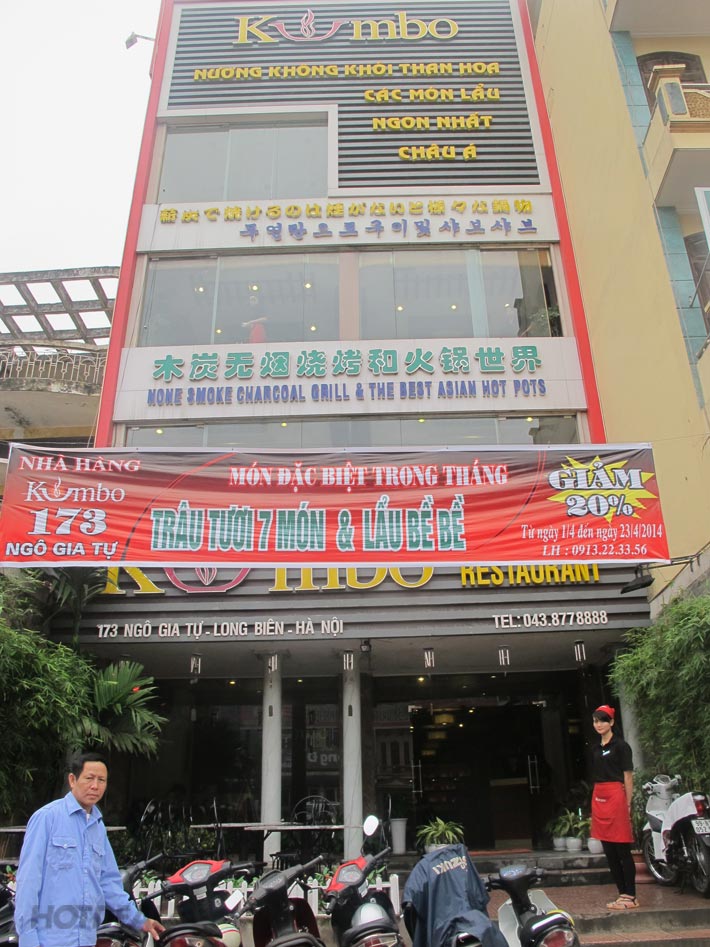 Kumbo
NƯƠNG KHÔNG KHÓI THAN HOA
CÁC MÓN LẨU
NGON NHẤT
CHÂU Á
木炭无烟烧烤和火锅世界
NONE SMOKE CHARCOAL GRILL & THE BEST ASIAN HOT POTS
NHÀ HÀNG
Kumbo
173
NGÔ GIA TỰ
MÓN ĐẶC BIỆT TRONG THÁNG
TRÂU TƯƠI 7 MÓN & LẨU BỀ BỀ
GIẢM
20%
Từ ngày 1/4 đến ngày 23/4/2014
LH : 0913.22.33.56
Kumbo RESTAURANT
173 NGÔ GIA TỰ - LONG BIÊN - HÀ NỘI
TEL: 043.8778888